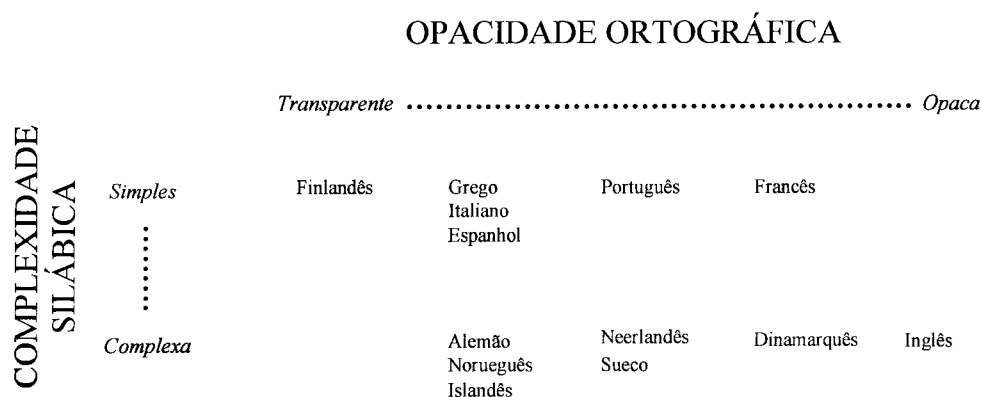 OPACIDADE ORTOGRÁFICA
Transparente Opaca
COMPLEXIDADE
SILÁBICA
Simples Finlandês Grego Português Francês
Italiano
Espanhol
Complexa Alemão Neerlandês Dinamarquês Inglês
Norueguês Sueco
Islandês